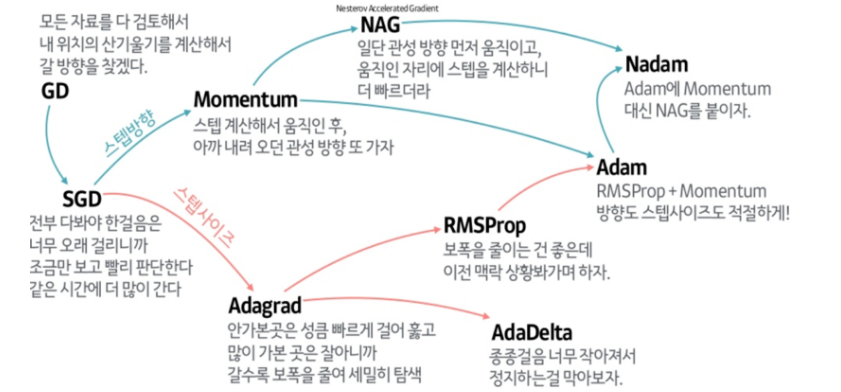 모든 자료를 다 검토해서
내 위치의 산기울기를 계산해서
갈 방향을 찾겠다.
GD
스텝방향
Momentum
스텝 계산해서 움직인 후,
아까 내려 오던 관성 방향 또 가자
Nesterov Accelerated Gradient
NAG
일단 관성 방향 먼저 움직이고,
움직인 자리에 스텝을 계산하니
더 빠르더라
Nadam
Adam에 Momentum
대신 NAG를 붙이자.
Adam
RMSProp + Momentum
방향도 스텝사이즈도 적절하게!
SGD
전부 다봐야 한걸음은
너무 오래 걸리니까
조금만 보고 빨리 판단한다
같은 시간에 더 많이 간다
스텝사이즈
RMSProp
보폭을 줄이는 건 좋은데
이전 맥락 상황봐가며 하자.
Adagrad
안가본곳은 성큼 빠르게 걸어 훓고
많이 가본 곳은 잘아니까
갈수록 보폭을 줄여 세밀히 탐색
AdaDelta
종종걸음 너무 작아져서
정지하는걸 막아보자.